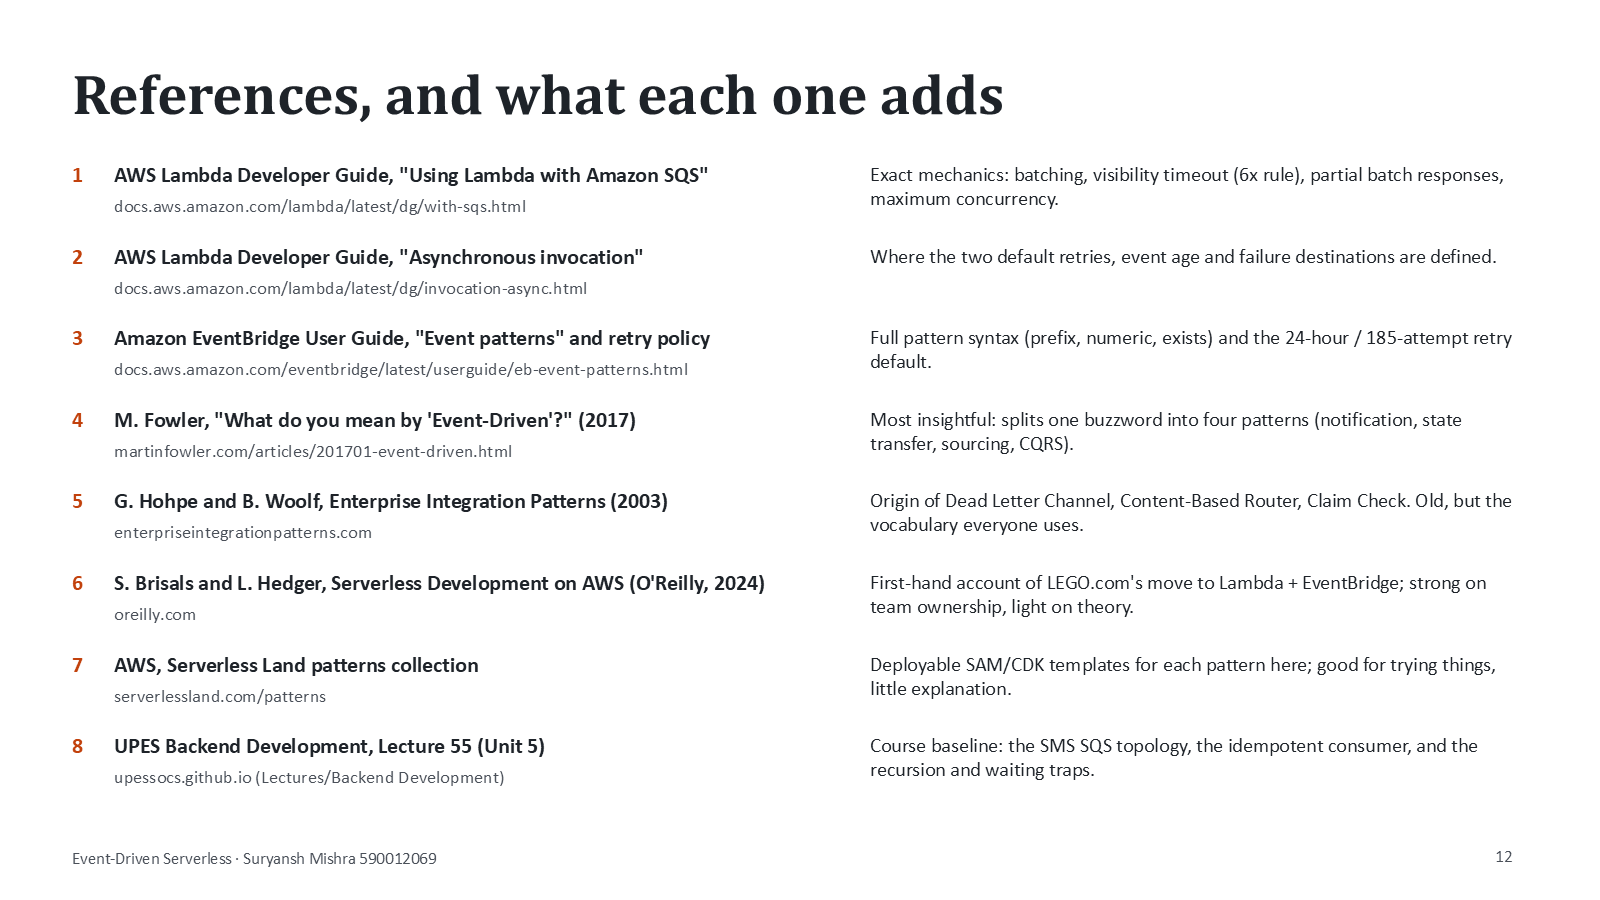 References, and what each one adds
1 AWS Lambda Developer Guide, "Using Lambda with Amazon SQS"
docs.aws.amazon.com/lambda/latest/dg/with-sqs.html
Exact mechanics: batching, visibility timeout (6x rule), partial batch responses,
maximum concurrency.
2 AWS Lambda Developer Guide, "Asynchronous invocation"
docs.aws.amazon.com/lambda/latest/dg/invocation-async.html
Where the two default retries, event age and failure destinations are defined.
3 Amazon EventBridge User Guide, "Event patterns" and retry policy
docs.aws.amazon.com/eventbridge/latest/userguide/eb-event-patterns.html
Full pattern syntax (prefix, numeric, exists) and the 24-hour / 185-attempt retry
default.
4 M. Fowler, "What do you mean by 'Event-Driven'?" (2017)
martinfowler.com/articles/201701-event-driven.html
Most insightful: splits one buzzword into four patterns (notification, state
transfer, sourcing, CQRS).
5 G. Hohpe and B. Woolf, Enterprise Integration Patterns (2003)
enterpriseintegrationpatterns.com
Origin of Dead Letter Channel, Content-Based Router, Claim Check. Old, but the
vocabulary everyone uses.
6 S. Brisals and L. Hedger, Serverless Development on AWS (O'Reilly, 2024)
oreilly.com
First-hand account of LEGO.com's move to Lambda + EventBridge; strong on
team ownership, light on theory.
7 AWS, Serverless Land patterns collection
serverlessland.com/patterns
Deployable SAM/CDK templates for each pattern here; good for trying things,
little explanation.
8 UPES Backend Development, Lecture 55 (Unit 5)
upessocs.github.io (Lectures/Backend Development)
Course baseline: the SMS SQS topology, the idempotent consumer, and the
recursion and waiting traps.
Event-Driven Serverless · Suryansh Mishra 590012069
12